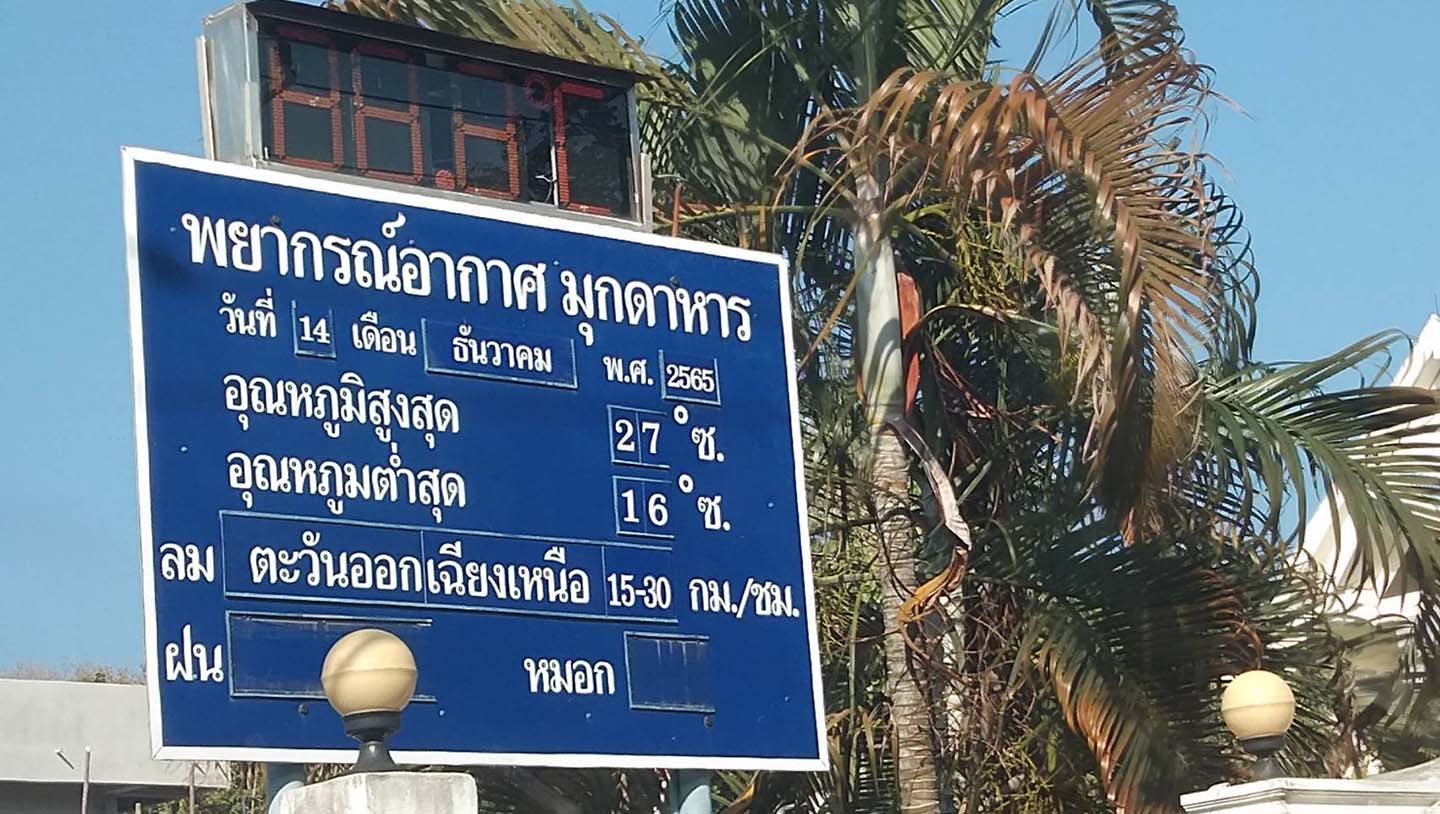 พยากรณ์อากาศ มุกดาหาร
วันที่ 14 เดือน ธันวาคม พ.ศ. 2565
อุณหภูมิสูงสุด 27 °ซ.
อุณหภูมต่ำสุด 16 °ซ.
ลม ตะวันออกเฉียงเหนือ 15-30 กม./ชม.
ฝน หมอก